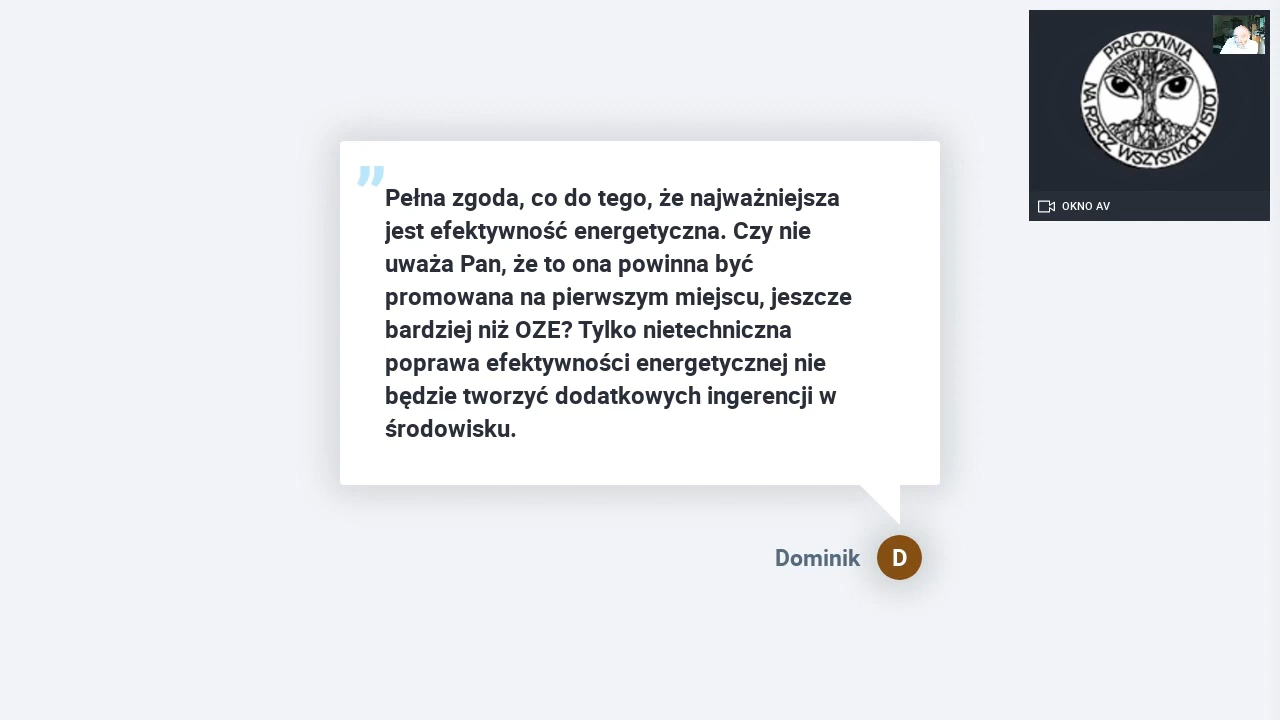 PRACOWNIA
NA RZECZ WSZYSTKICH ISTOT
OKNO AV
”
Pełna zgoda, co do tego, że najważniejsza
jest efektywność energetyczna. Czy nie
uważa Pan, że to ona powinna być
promowana na pierwszym miejscu, jeszcze
bardziej niż OZE? Tylko nietechniczna
poprawa efektywności energetycznej nie
będzie tworzyć dodatkowych ingerencji w
środowisku.
Dominik
D